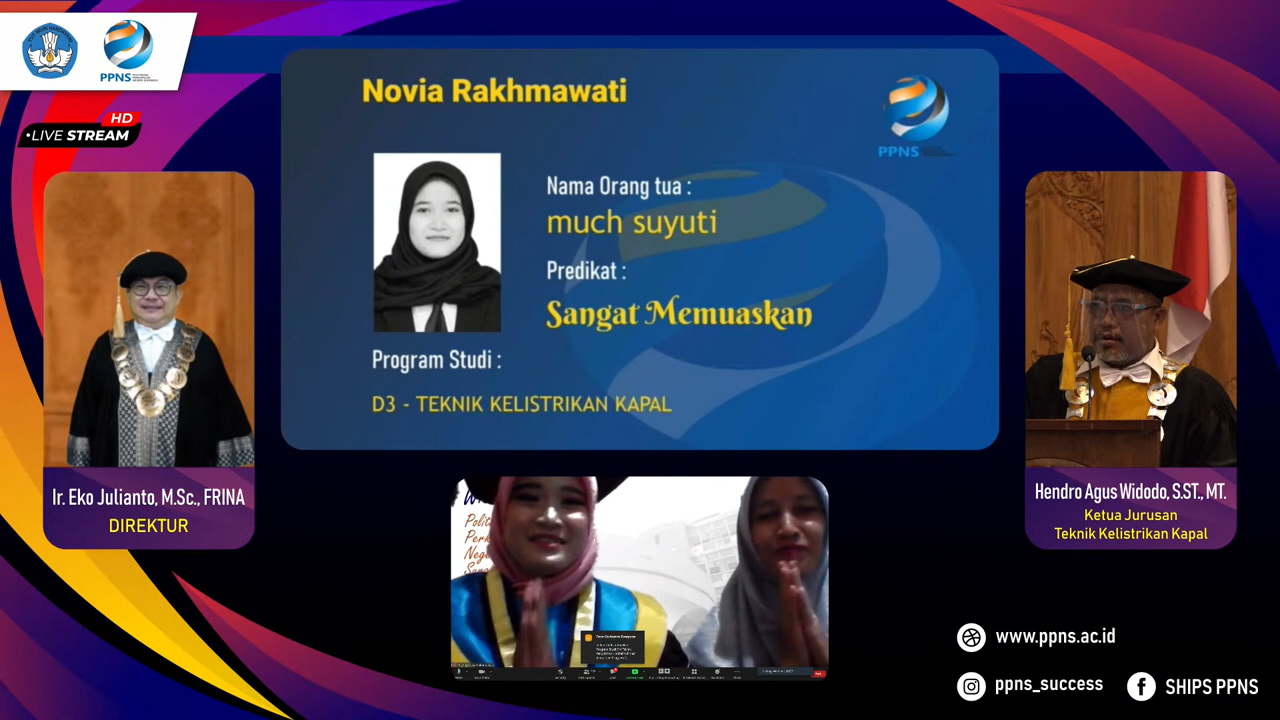 PPNS
HD
LIVE STREAM
Novia Rakhmawati
PPNS
Nama Orang tua :
much suyuti
Predikat :
Sangat Memuaskan
Program Studi :
D3 - TEKNIK KELISTRIKAN KAPAL
Ir. Eko Julianto, M.Sc., FRINA
DIREKTUR
Hendro Agus Widodo, S.ST., MT.
Ketua Jurusan
Teknik Kelistrikan Kapal
www.ppns.ac.id
ppns_success
SHIPS PPNS